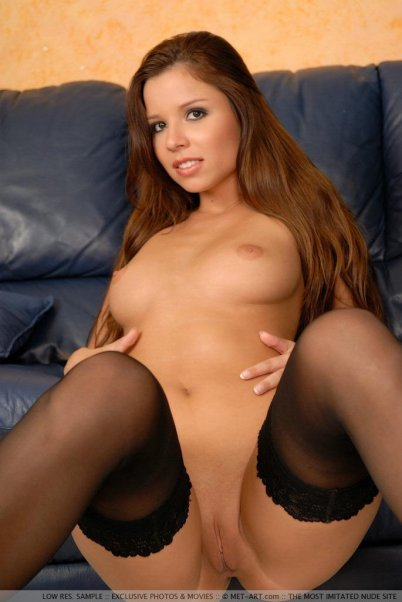 LOW RES. SAMPLE :: EXCLUSIVE PHOTOS & MOVIES :: © MET-ART.com :: THE MOST IMITATED NUDE SITE